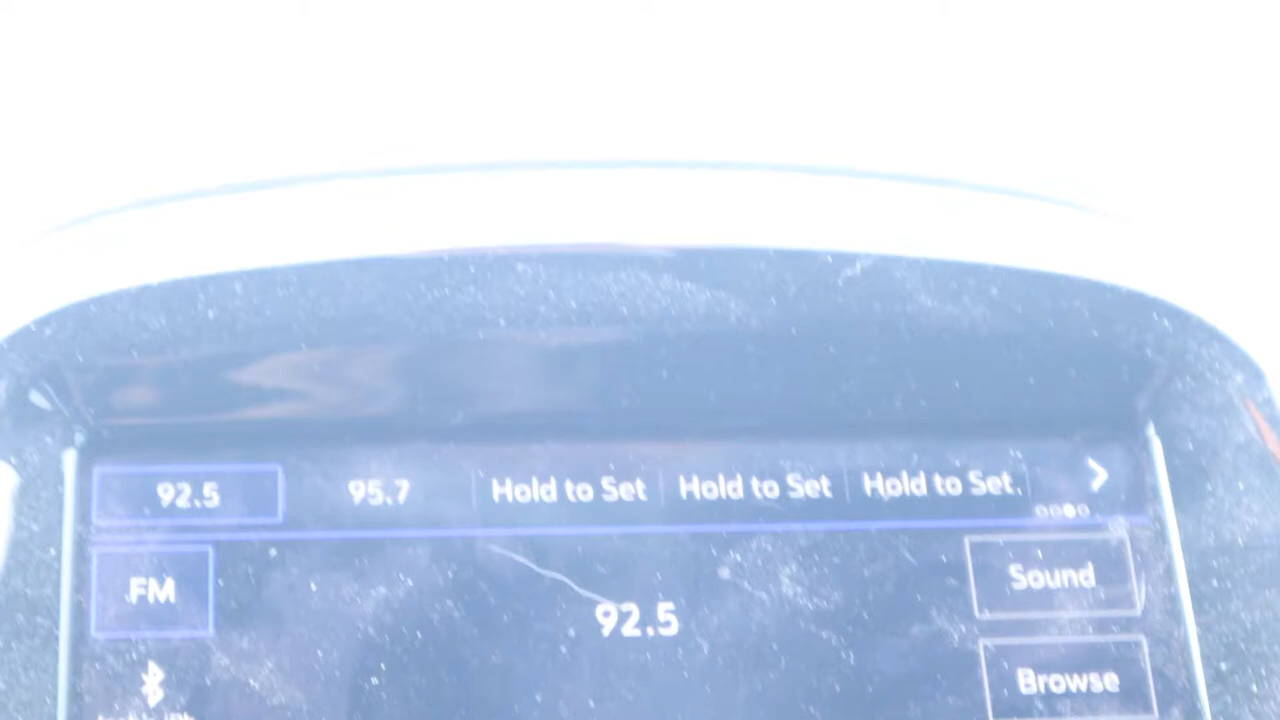 92.5 95.7 Hold to Set Hold to Set Hold to Set
FM
92.5
Sound
Browse